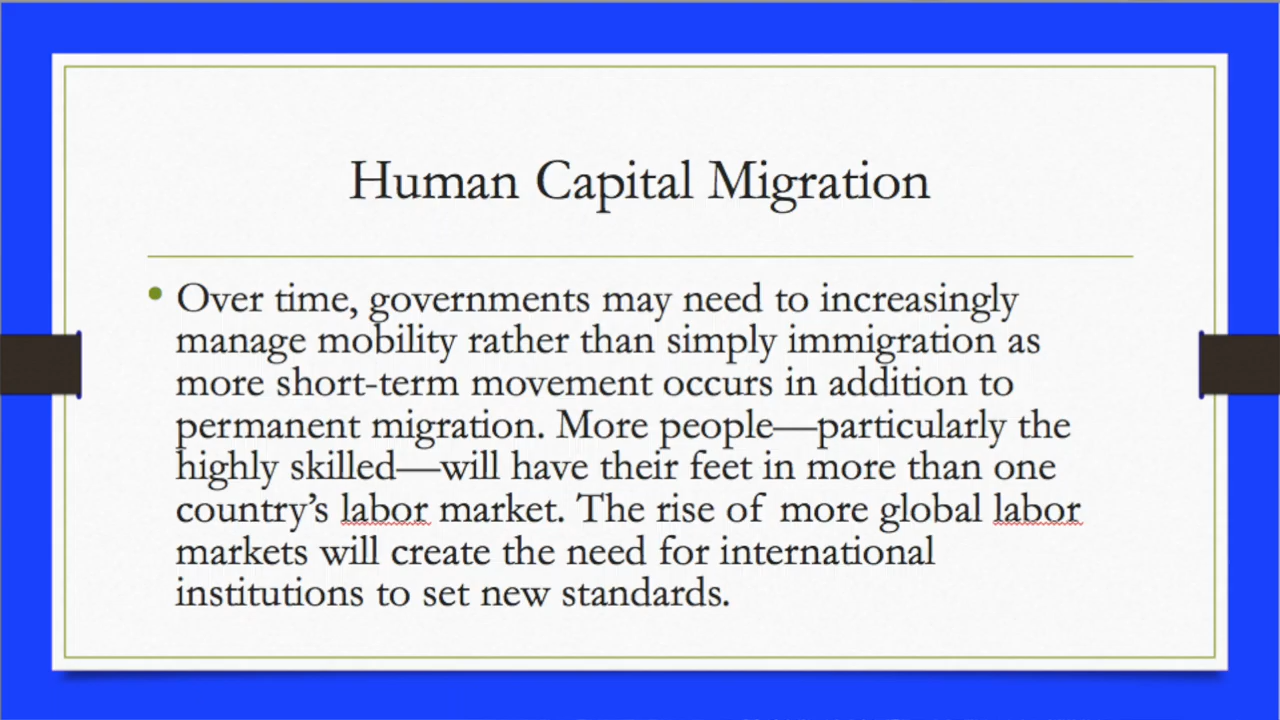 Human Capital Migration
• Over time, governments may need to increasingly
manage mobility rather than simply immigration as
more short-term movement occurs in addition to
permanent migration. More people—particularly the
highly skilled—will have their feet in more than one
country’s labor market. The rise of more global labor
markets will create the need for international
institutions to set new standards.